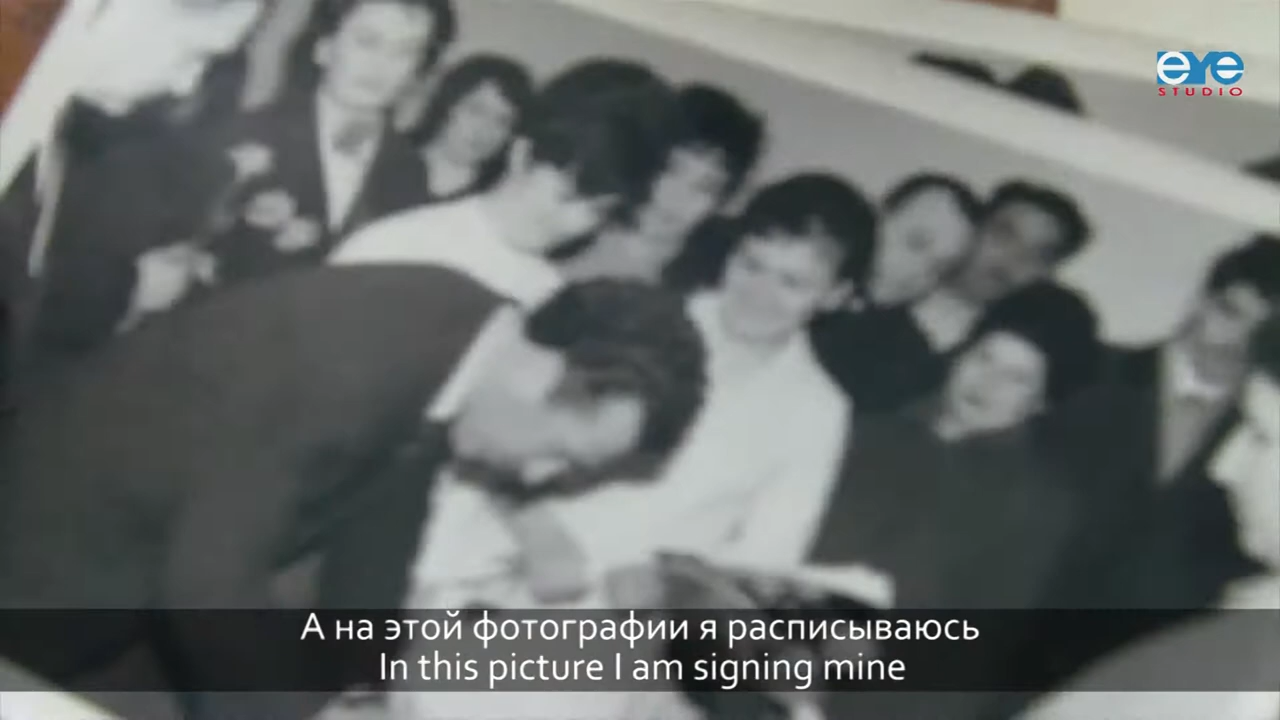 eye
STUDIO
А на этой фотографии я расписываюсь
In this picture I am signing mine